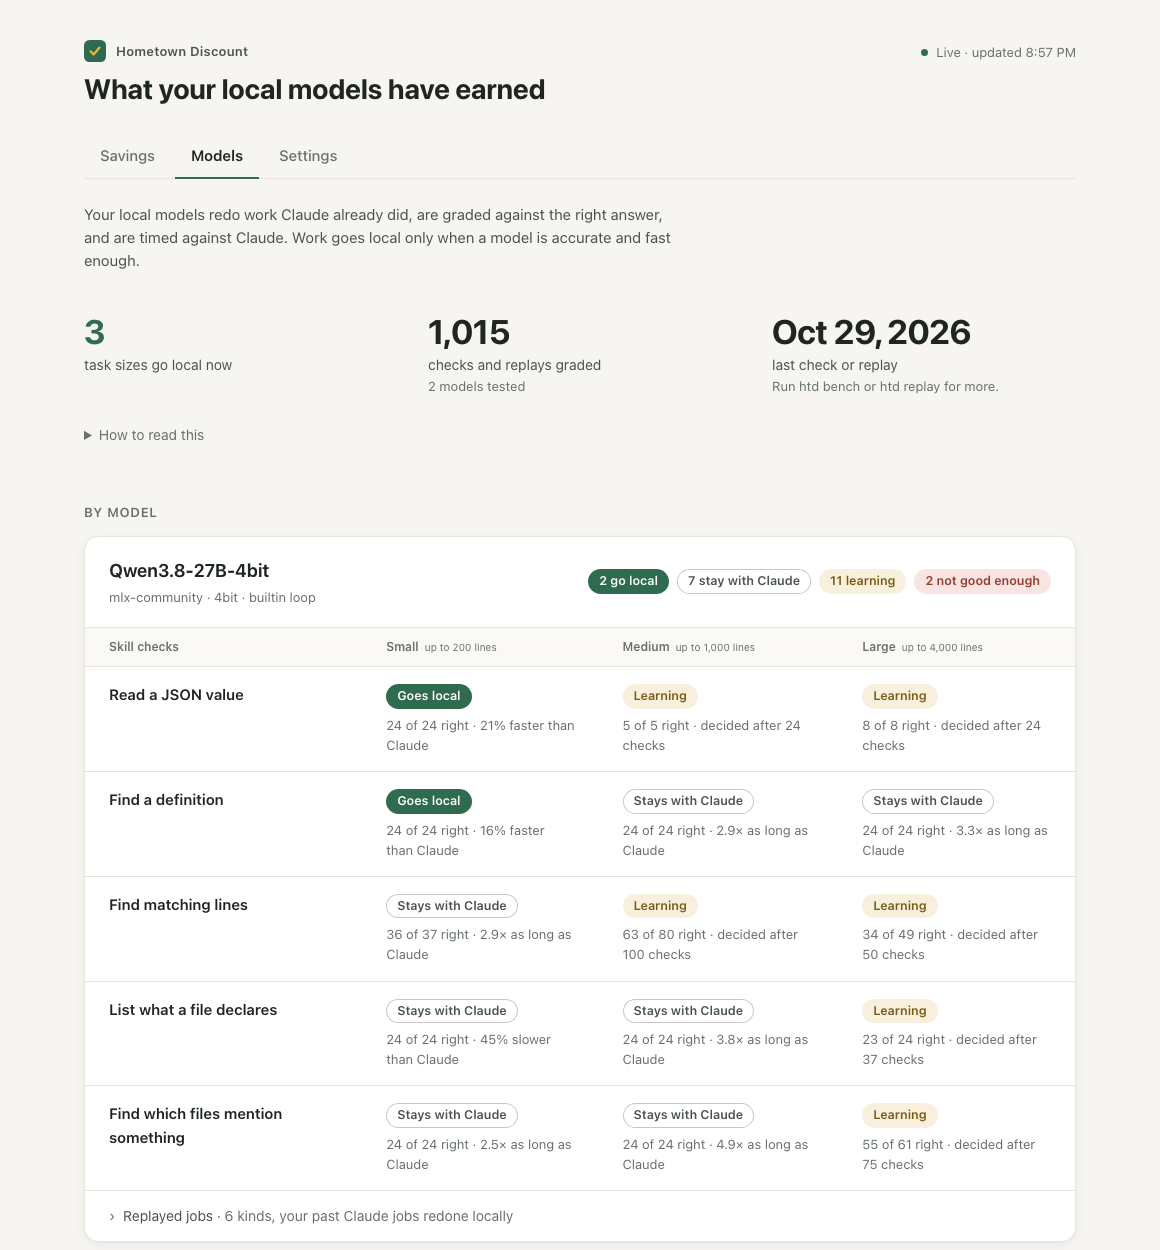 Hometown Discount
Live · updated 8:57 PM
What your local models have earned
Savings
Models
Settings
Your local models redo work Claude already did, are graded against the right answer,
and are timed against Claude. Work goes local only when a model is accurate and fast
enough.
3
task sizes go local now
1,015
checks and replays graded
2 models tested
Oct 29, 2026
last check or replay
Run htd bench or htd replay for more.
▶ How to read this
BY MODEL
Qwen3.8-27B-4bit
mlx-community · 4bit · builtin loop
2 go local
7 stay with Claude
11 learning
2 not good enough
Skill checks
Small up to 200 lines
Medium up to 1,000 lines
Large up to 4,000 lines
Read a JSON value
Goes local
24 of 24 right · 21% faster than
Claude
Learning
5 of 5 right · decided after 24
checks
Learning
8 of 8 right · decided after 24
checks
Find a definition
Goes local
24 of 24 right · 16% faster
than Claude
Stays with Claude
24 of 24 right · 2.9× as long as
Claude
Stays with Claude
24 of 24 right · 3.3× as long as
Claude
Find matching lines
Stays with Claude
36 of 37 right · 2.9× as long as
Claude
Learning
63 of 80 right · decided after
100 checks
Learning
34 of 49 right · decided after
50 checks
List what a file declares
Stays with Claude
24 of 24 right · 45% slower
than Claude
Stays with Claude
24 of 24 right · 3.8× as long as
Claude
Learning
23 of 24 right · decided after
37 checks
Find which files mention
something
Stays with Claude
24 of 24 right · 2.5× as long as
Claude
Stays with Claude
24 of 24 right · 4.9× as long as
Claude
Learning
55 of 61 right · decided after
75 checks
› Replayed jobs · 6 kinds, your past Claude jobs redone locally